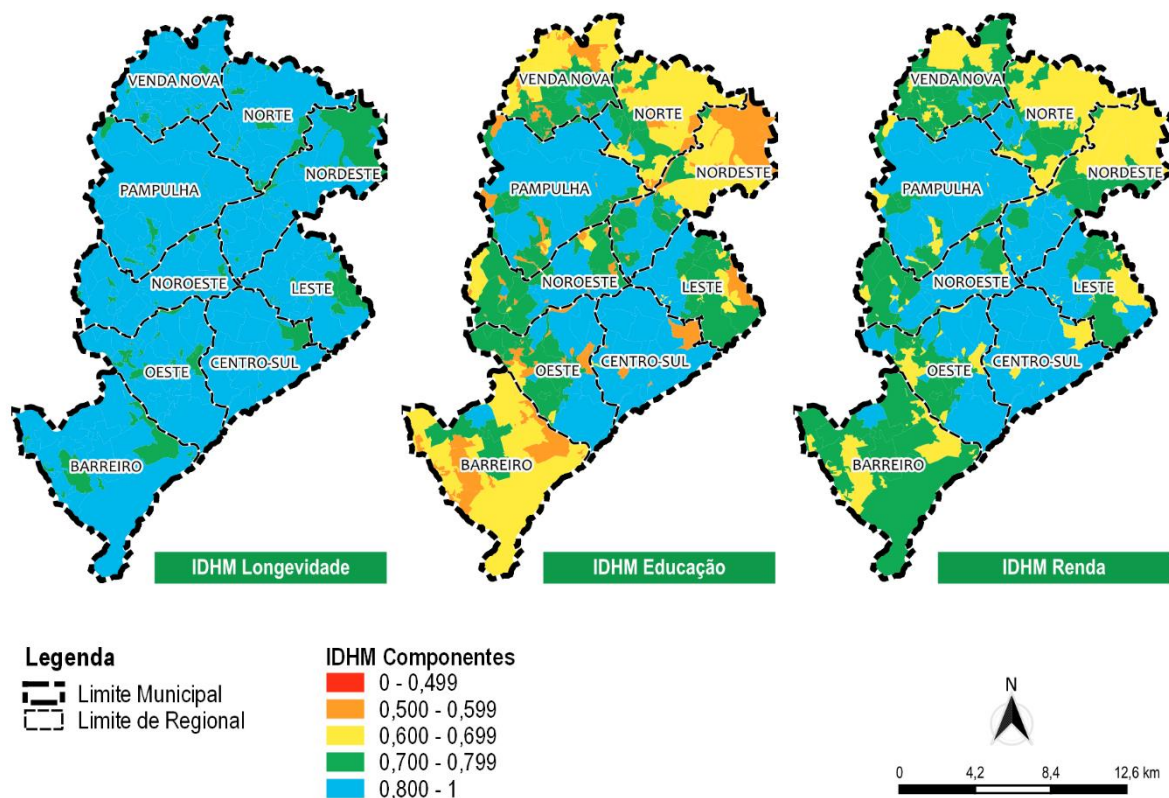 VENDA NOVA
NORTE
NORDESTE
PAMPULHA
NOROESTE
LESTE
OESTE
CENTRO-SUL
BARREIRO
IDHM Longevidade
VENDA NOVA
NORTE
NORDESTE
PAMPULHA
NOROESTE
LESTE
OESTE
CENTRO-SUL
BARREIRO
IDHM Educação
VENDA NOVA
NORTE
NORDESTE
PAMPULHA
NOROESTE
LESTE
OESTE
CENTRO-SUL
BARREIRO
IDHM Renda
Legenda
Limite Municipal
Limite de Regional
IDHM Componentes
0 - 0,499
0,500 - 0,599
0,600 - 0,699
0,700 - 0,799
0,800 - 1
N
0 4,2 8,4 12,6 km